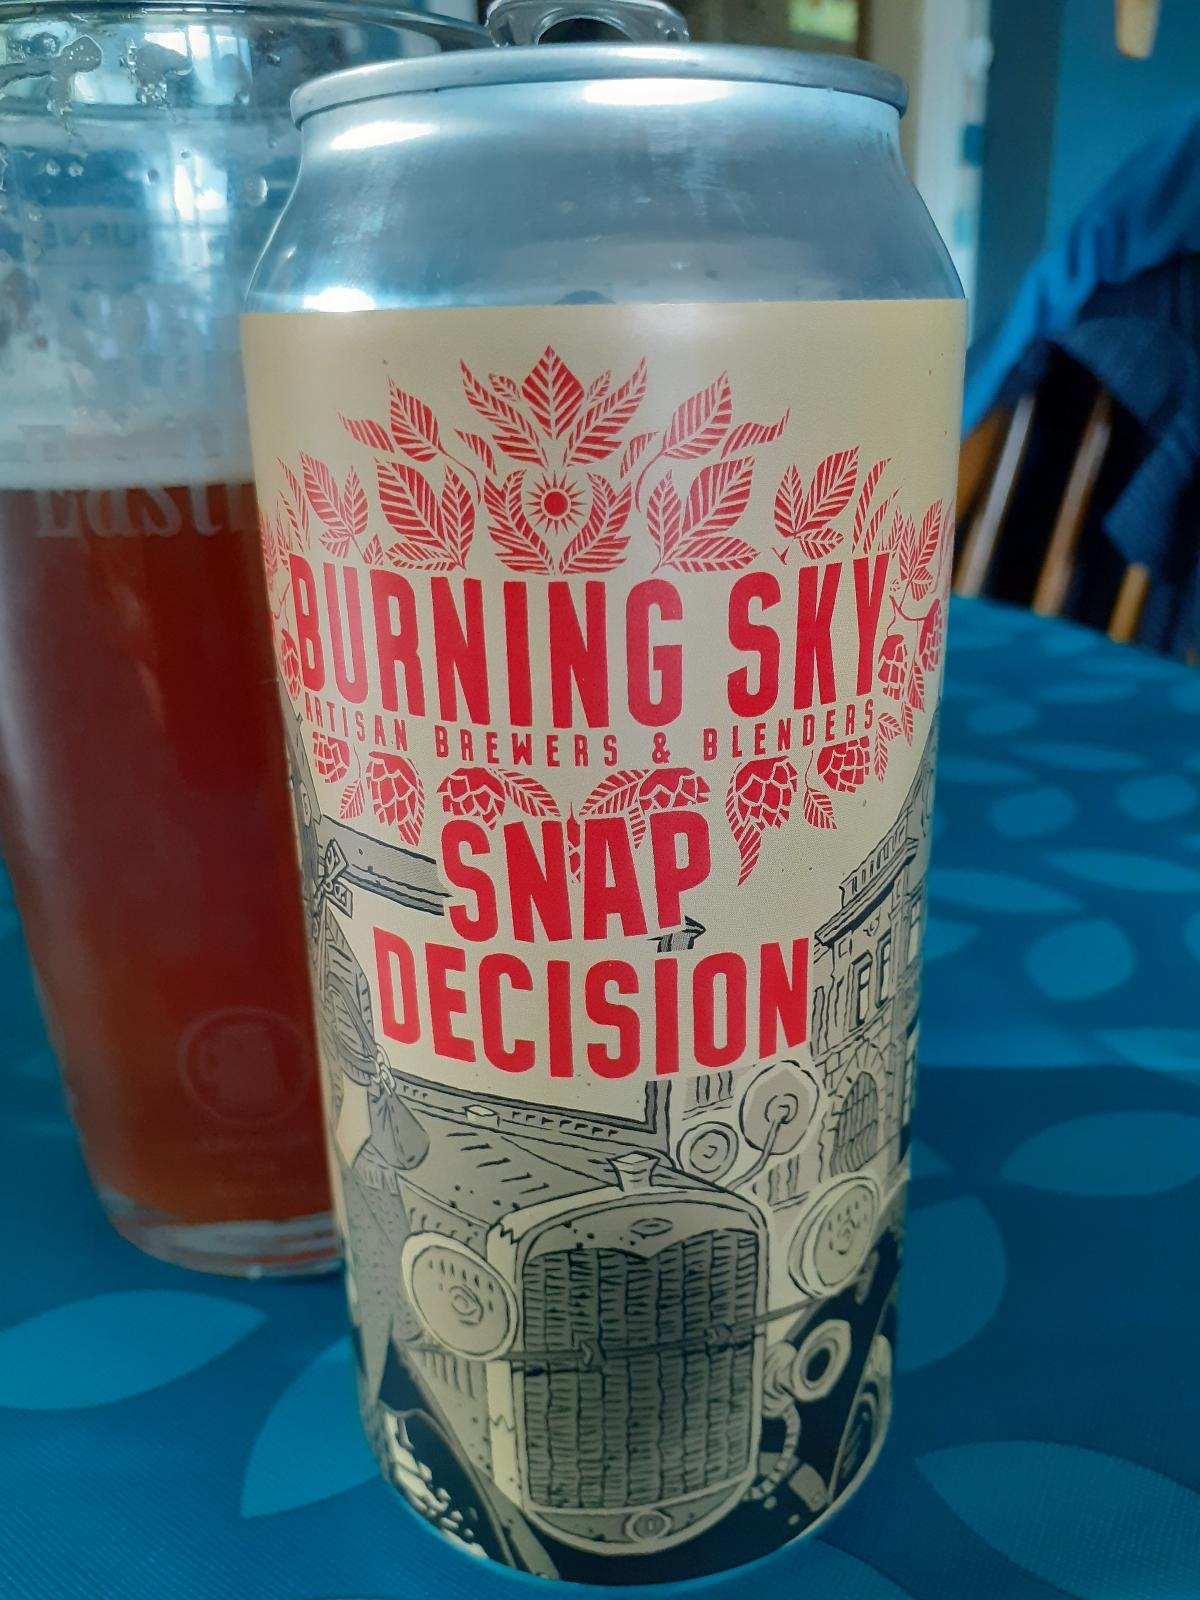 BURNING SKY
ARTISAN BREWERS & BLENDERS
SNAP
DECISION